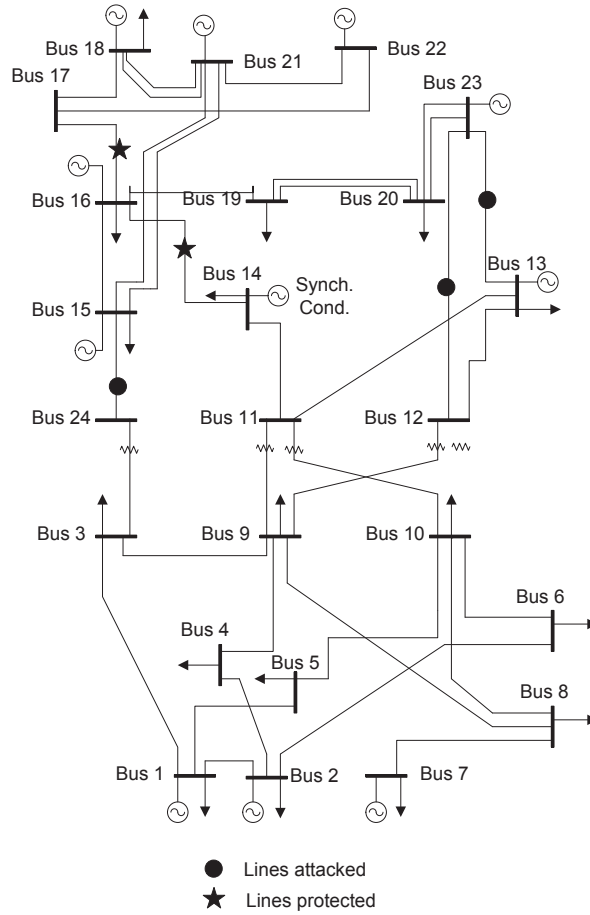 Bus 18
Bus 21
Bus 22
Bus 17
Bus 23
Bus 16
Bus 19
Bus 20
Bus 14
Synch.
Cond.
Bus 13
Bus 15
Bus 24
Bus 11
Bus 12
Bus 3
Bus 9
Bus 10
Bus 6
Bus 4
Bus 5
Bus 8
Bus 1
Bus 2
Bus 7
Lines attacked
Lines protected